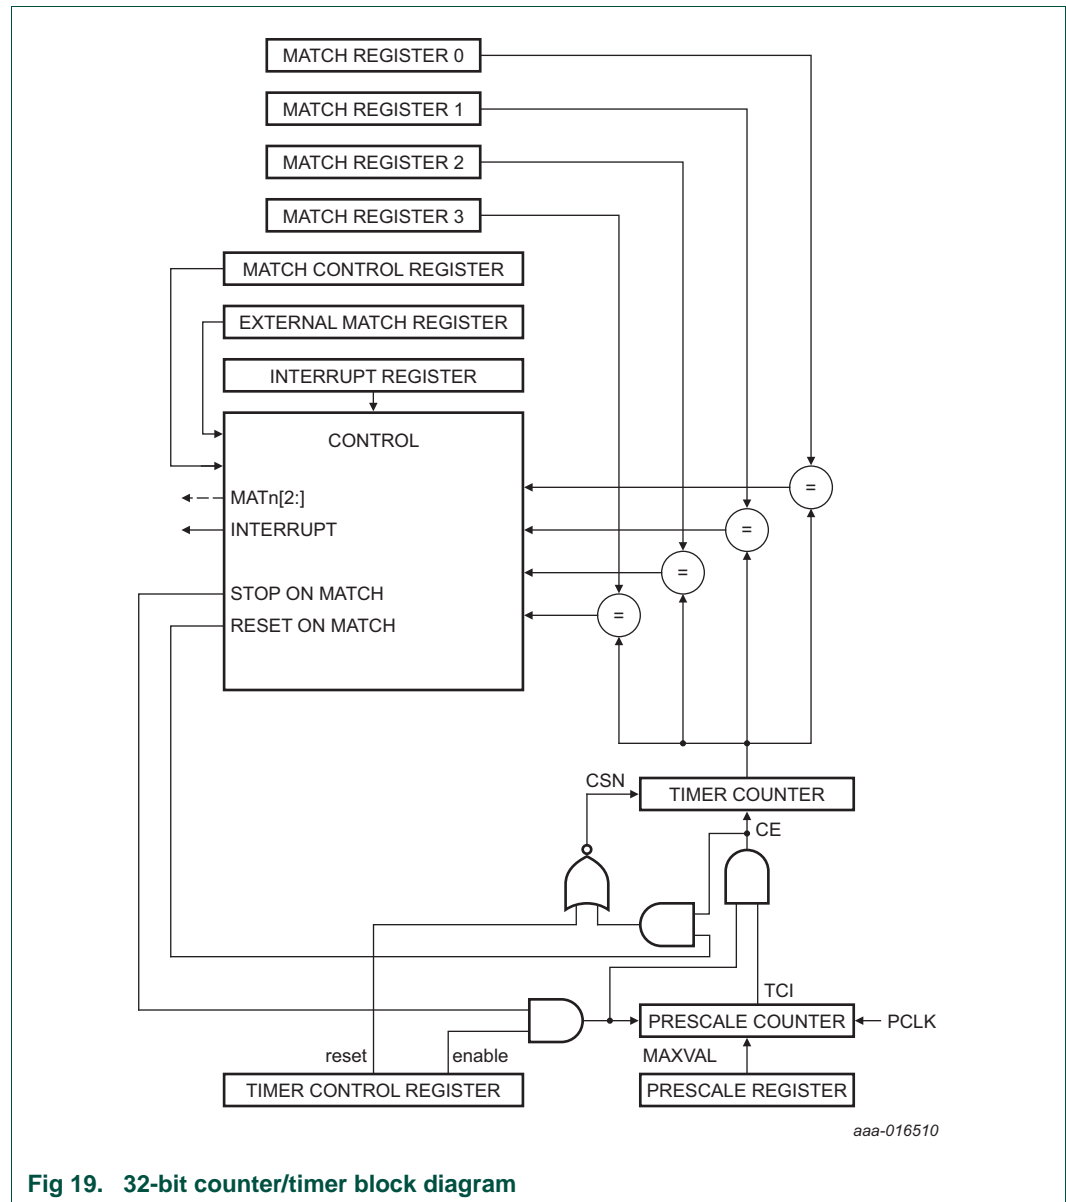 MATCH REGISTER 0
MATCH REGISTER 1
MATCH REGISTER 2
MATCH REGISTER 3
MATCH CONTROL REGISTER
EXTERNAL MATCH REGISTER
INTERRUPT REGISTER
CONTROL
=
MATn[2:]
INTERRUPT
=
=
STOP ON MATCH
=
RESET ON MATCH
CSN
TIMER COUNTER
CE
TCI
PRESCALE COUNTER
PCLK
reset
enable
MAXVAL
TIMER CONTROL REGISTER
PRESCALE REGISTER
aaa-016510
Fig 19. 32-bit counter/timer block diagram